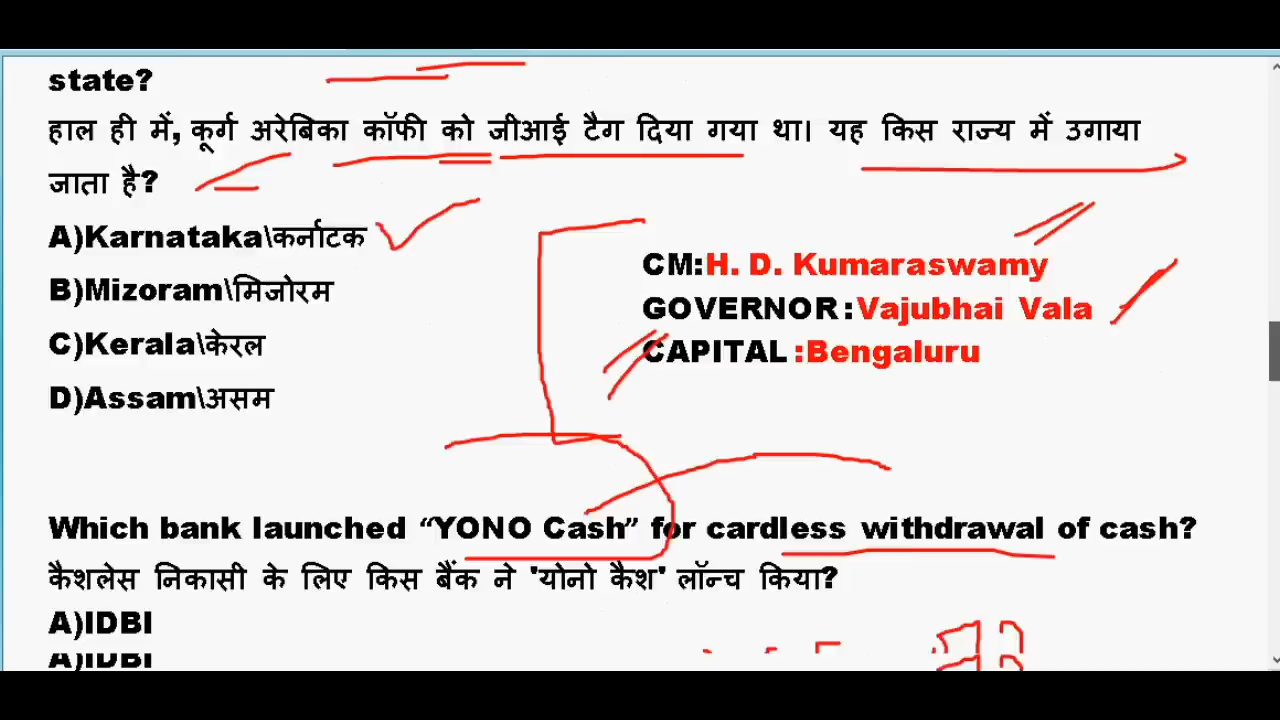 state?
हाल ही में, कूर्ग अरेबिका कॉफी को जीआई टैग दिया गया था। यह किस राज्य में उगाया
जाता है?
A)Karnataka\कर्नाटक
B)Mizoram\मिजोरम
C)Kerala\केरल
D)Assam\असम
CM:H. D. Kumaraswamy
GOVERNOR:Vajubhai Vala
CAPITAL :Bengaluru
Which bank launched “YONO Cash” for cardless withdrawal of cash?
कैशलेस निकासी के लिए किस बैंक ने 'योनो कैश' लॉन्च किया?
A)IDBI
A)IDBI